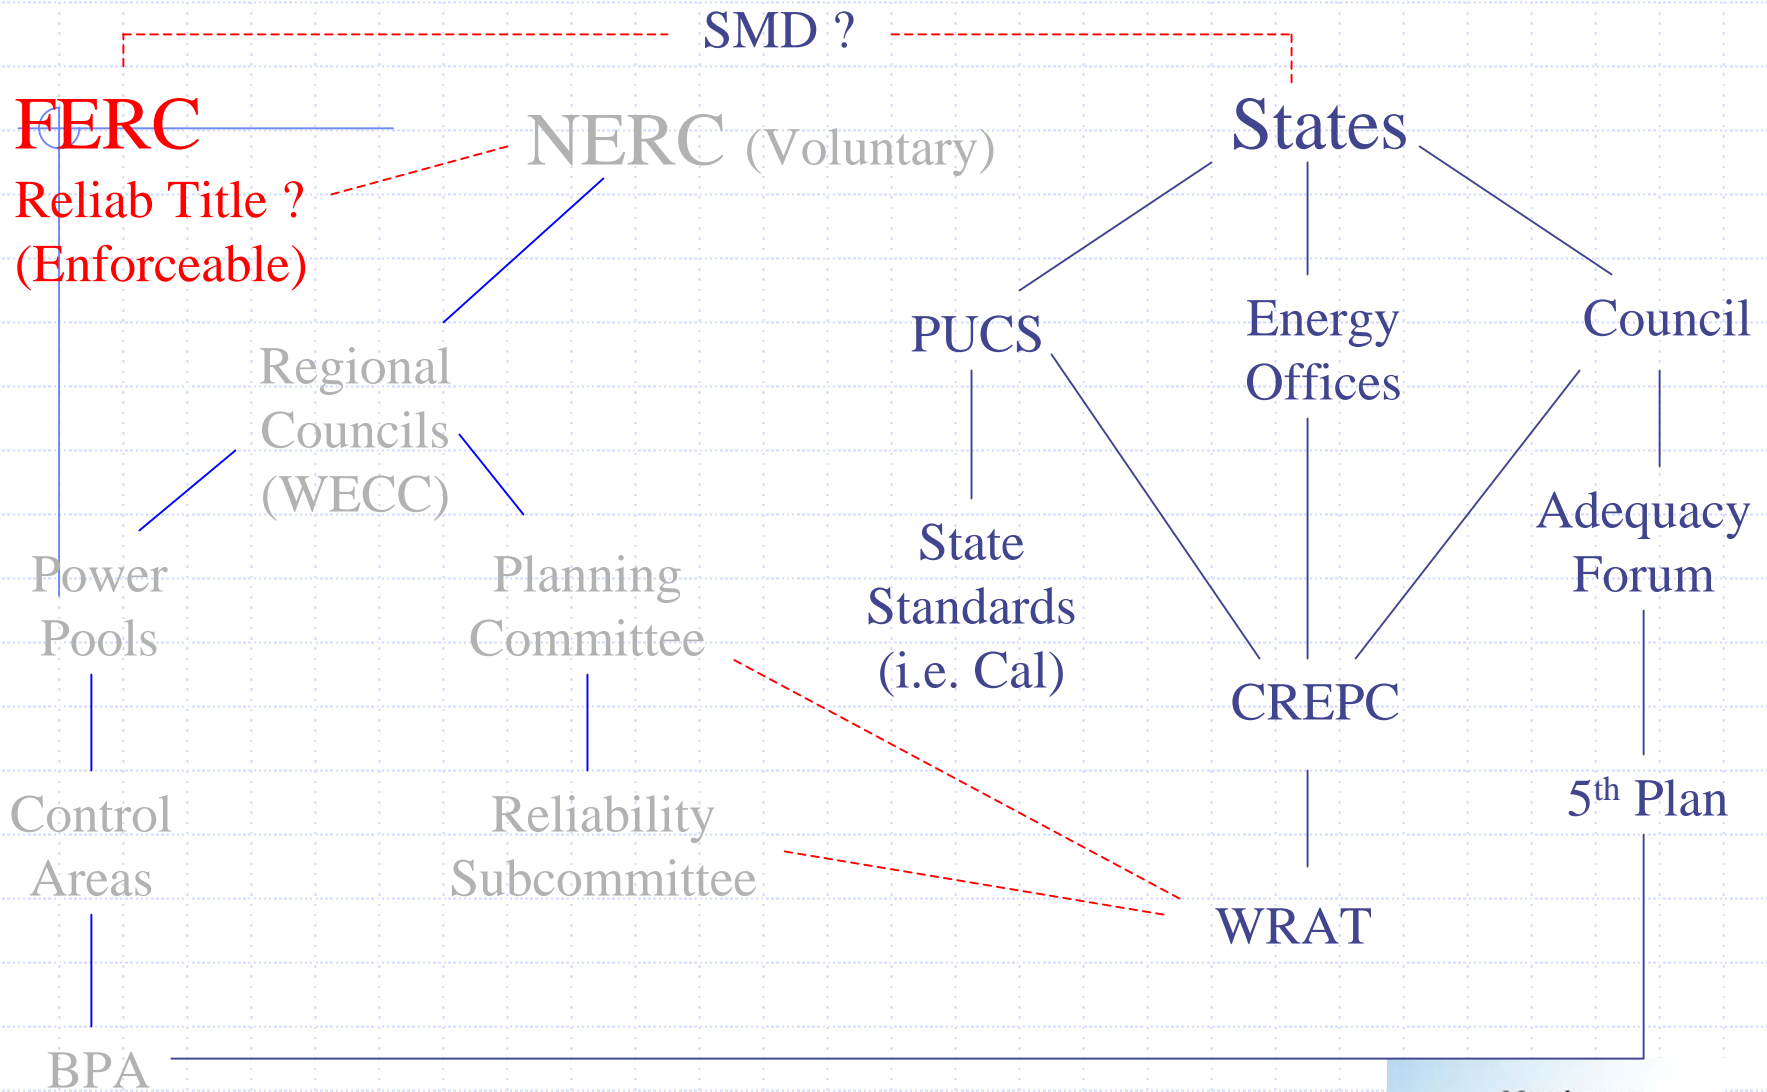 SMD ?
FERC
Reliab Title ?
(Enforceable)
NERC (Voluntary)
States
Regional
Councils
(WECC)
PUCS
Energy
Offices
Council
Power
Pools
Planning
Committee
State
Standards
(i.e. Cal)
Adequacy
Forum
CREPC
Control
Areas
Reliability
Subcommittee
5th Plan
WRAT
BPA